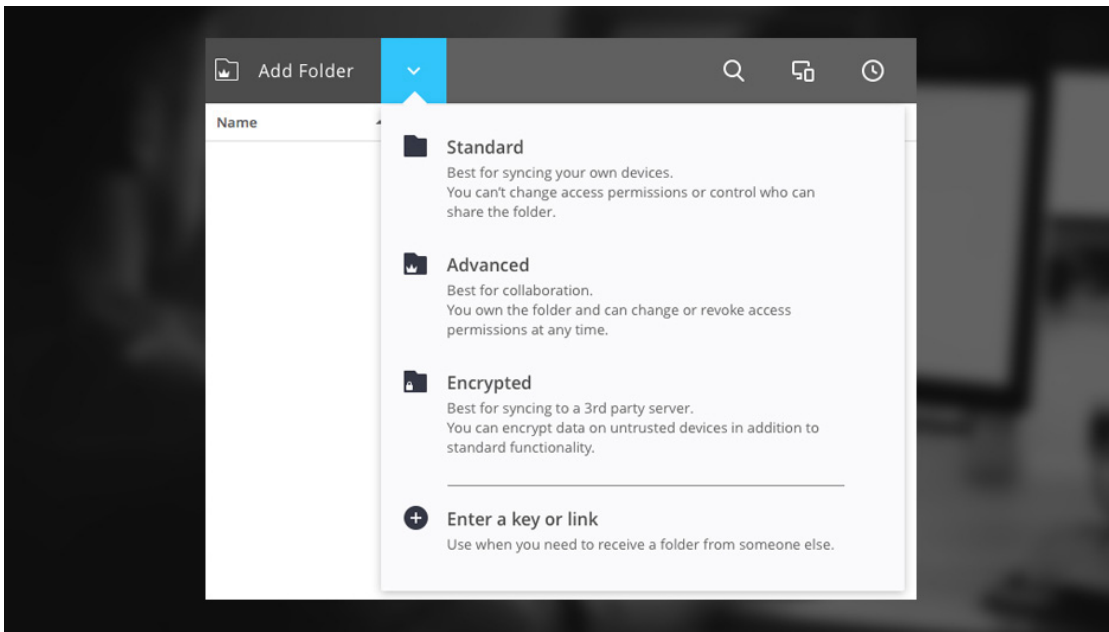 Add Folder
Name
Standard
Best for syncing your own devices.
You can't change access permissions or control who can
share the folder.
Advanced
Best for collaboration.
You own the folder and can change or revoke access
permissions at any time.
Encrypted
Best for syncing to a 3rd party server.
You can encrypt data on untrusted devices in addition to
standard functionality.
Enter a key or link
Use when you need to receive a folder from someone else.